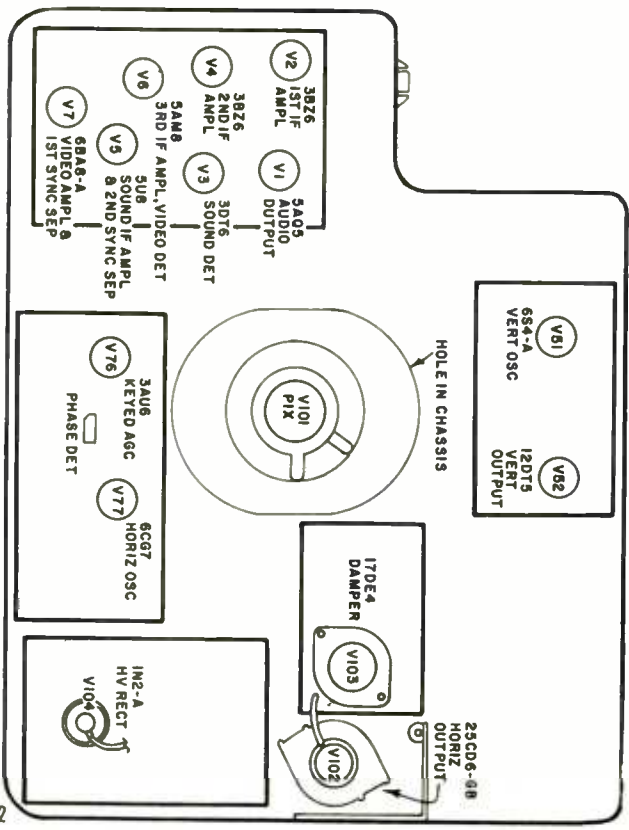 V2
3BZ6
1ST IF
AMPL
V1
5AQ5
AUDIO
OUTPUT
V4
3BZ6
2ND IF
AMPL
V3
3DT6
SOUND DET
V6
5AM8
3RD IF AMPL, VIDEO DET
V5
5U8
SOUND IF AMPL
& 2ND SYNC SEP
V7
6BA8-A
VIDEO AMPL &
1ST SYNC SEP
V51
6S4-A
VERT OSC
V52
12DT5
VERT
OUTPUT
HOLE IN CHASSIS
V101
PIX
V76
3AU6
KEYED AGC
PHASE DET
V77
6CG7
HORIZ OSC
17DE4
DAMPER
V103
25CD6-GB
HORIZ
OUTPUT
V102
1N2-A
HV RECT
V104
2